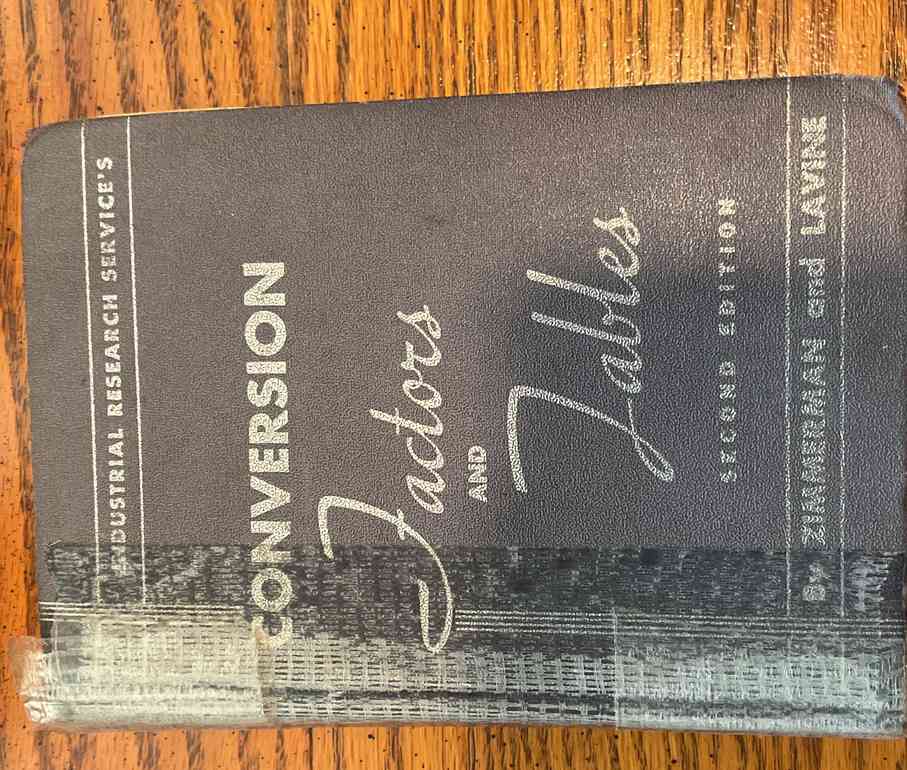 INDUSTRIAL RESEARCH SERVICE'S
CONVERSION
Factors
AND
Tables
SECOND EDITION
By ZIMMERMAN and LAVINE